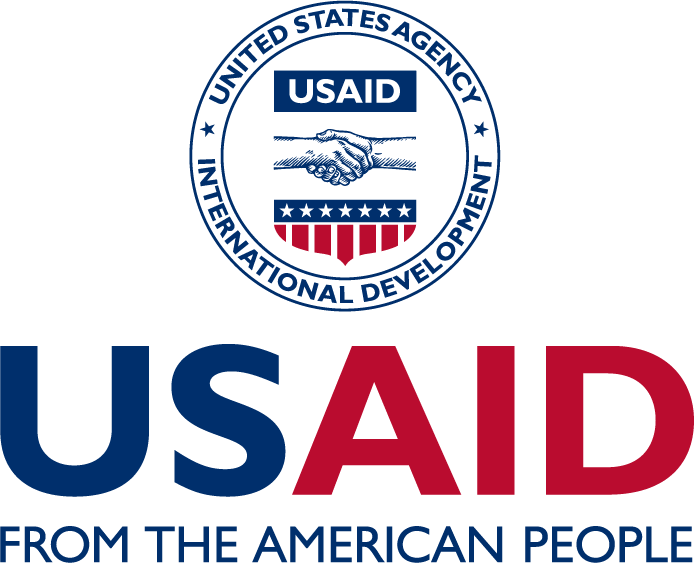 UNITED STATES AGENCY
USAID
INTERNATIONAL DEVELOPMENT
USAID
FROM THE AMERICAN PEOPLE